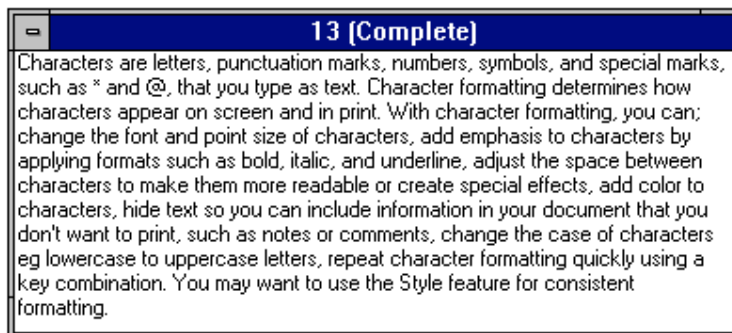 13 (Complete)
Characters are letters, punctuation marks, numbers, symbols, and special marks,
such as * and @, that you type as text. Character formatting determines how
characters appear on screen and in print. With character formatting, you can;
change the font and point size of characters, add emphasis to characters by
applying formats such as bold, italic, and underline, adjust the space between
characters to make them more readable or create special effects, add color to
characters, hide text so you can include information in your document that you
don't want to print, such as notes or comments, change the case of characters
eg lowercase to uppercase letters, repeat character formatting quickly using a
key combination. You may want to use the Style feature for consistent
formatting.